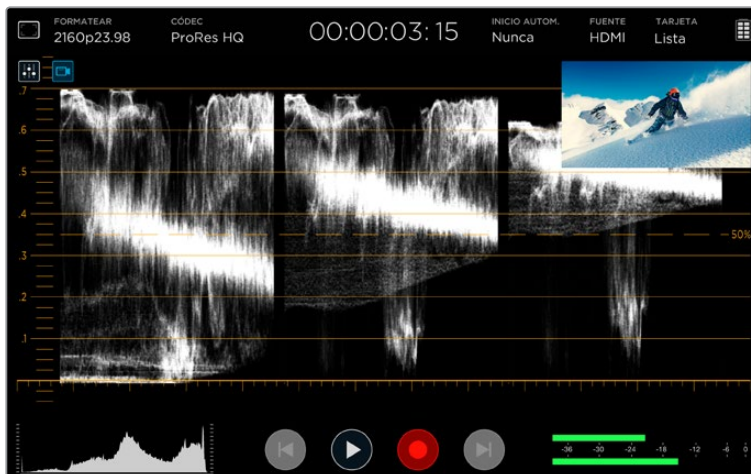 FORMATEAR CÓDEC INICIO AUTOM. FUENTE TARJETA
2160p23.98 ProRes HQ 00:00:03:15 Nunca HDMI Lista
.7
.6
.5
.4
50%
.3
.2
.1
-36 -30 -24 -18 -12 -6 0